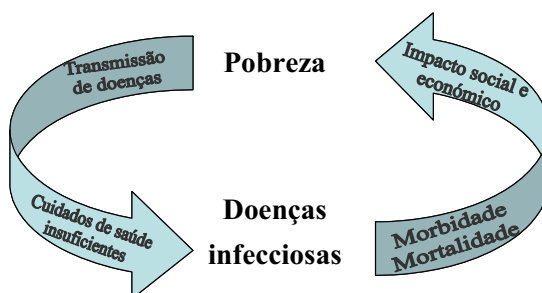 Transmissão
de doenças
Pobreza
Impacto social e
económico
Cuidados de saúde
insuficientes
Doenças
infecciosas
Morbidade
Mortalidade